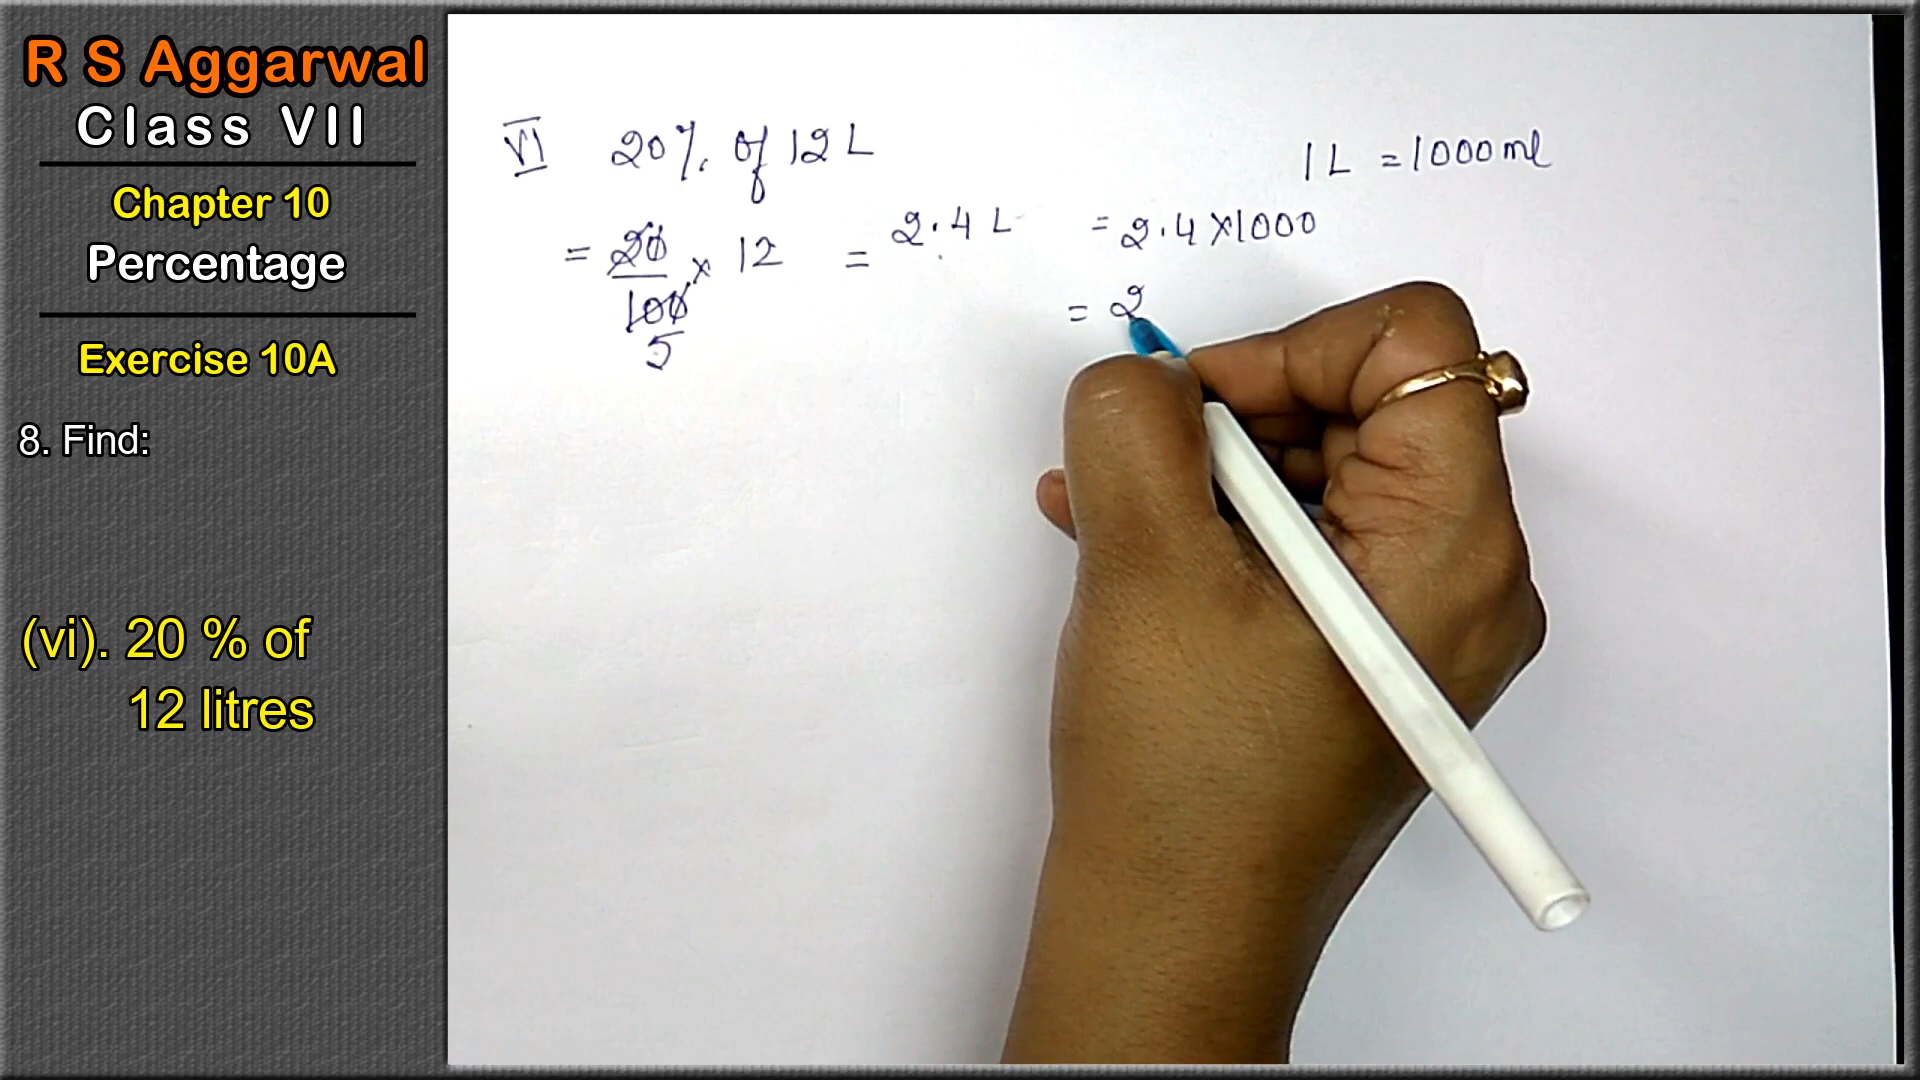 R S Aggarwal
Class VII
Chapter 10
Percentage
Exercise 10A
8. Find:
(vi). 20 % of
12 litres
VI 20% of 12 L
1 L = 1000 ml
= 20/100 × 12 = 2.4 L = 2.4 × 1000
5
= 2